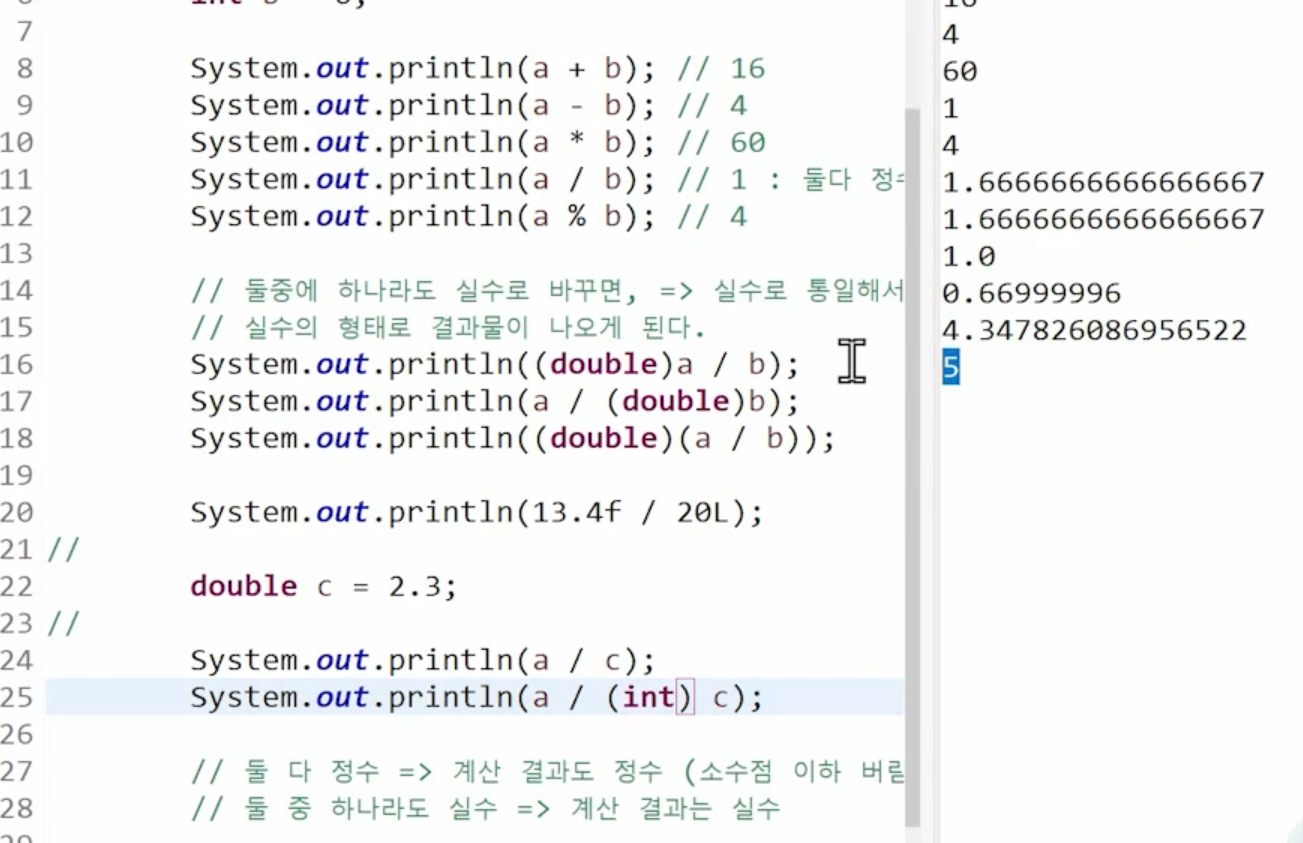 7
8 System.out.println(a + b); // 16
9 System.out.println(a - b); // 4
10 System.out.println(a * b); // 60
11 System.out.println(a / b); // 1 : 둘다
12 System.out.println(a % b); // 4
13
14 // 둘중에 하나라도 실수로 바꾸면, => 실수로 통일해서
15 // 실수의 형태로 결과물이 나오게 된다.
16 System.out.println((double)a / b);
17 System.out.println(a / (double)b);
18 System.out.println((double)(a / b));
19
20 System.out.println(13.4f / 20L);
21 //
22 double c = 2.3;
23 //
24 System.out.println(a / c);
25 System.out.println(a / (int) c);
26
27 // 둘 다 정수 => 계산 결과도 정수 (소수점 이하
28 // 둘 중 하나라도 실수 => 계산 결과는 실수
16
4
60
1
4
1.6666666666666667
1.6666666666666667
1.0
0.66999996
4.347826086956522
5